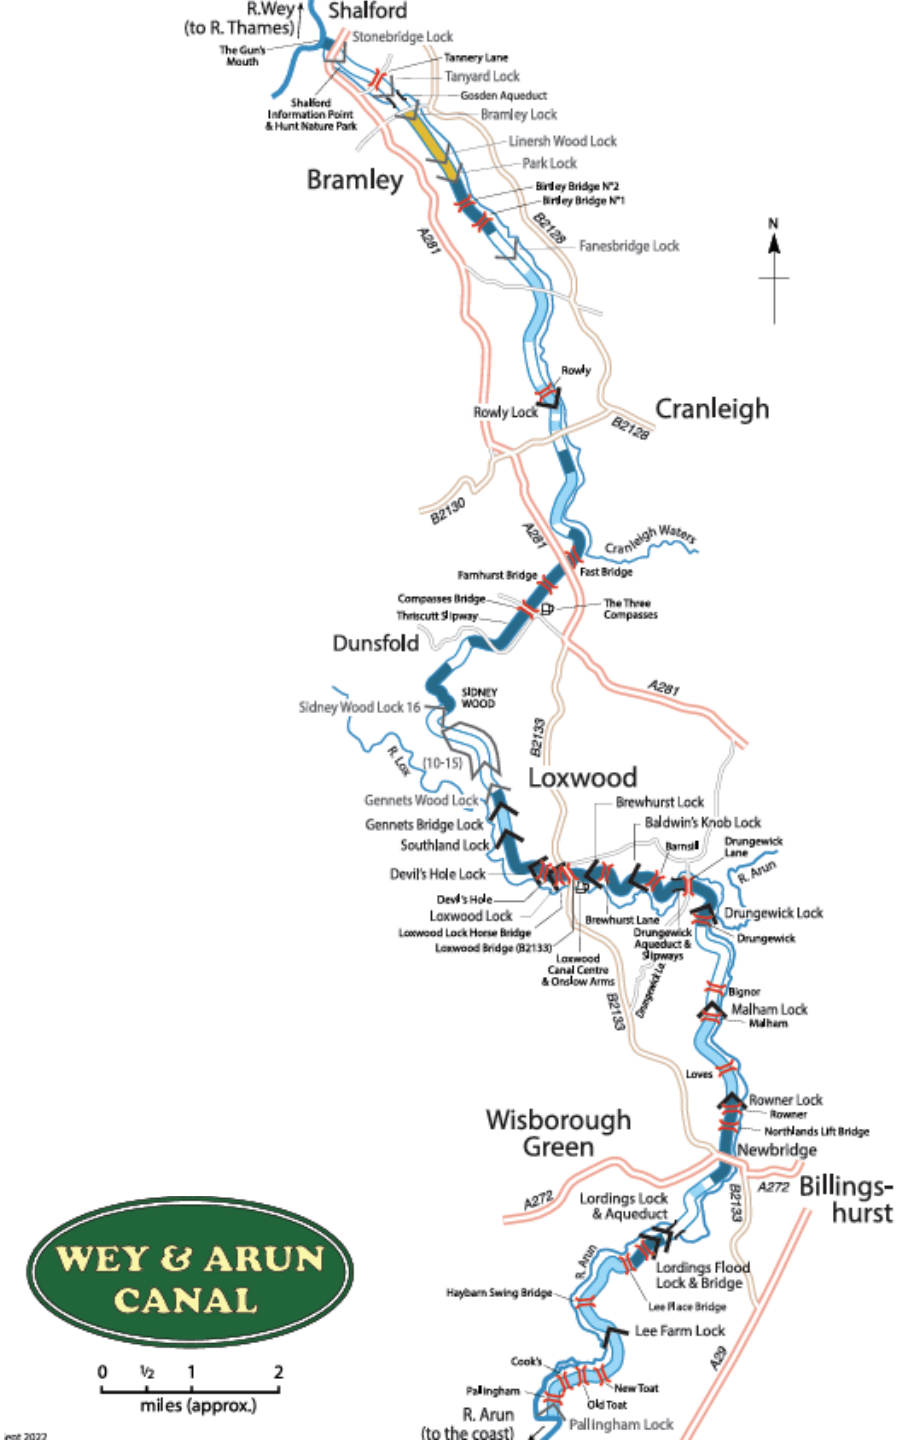 R.Wey
(to R. Thames)
Shalford
The Gun's
Mouth
Stonebridge Lock
Tannery Lane
Tanyard Lock
Gosden Aqueduct
Shalford
Information Point
& Hunt Nature Park
Bramley Lock
Linersh Wood Lock
Park Lock
Bramley
Birtley Bridge N°2
Birtley Bridge N°1
B2128
A281
Fanesbridge Lock
N
Rowly
Rowly Lock
Cranleigh
B2128
B2130
A281
Cranleigh Waters
Farnhurst Bridge
Fast Bridge
Compasses Bridge
Thriscutt Slipway
The Three
Compasses
Dunsfold
A281
SIDNEY
WOOD
Sidney Wood Lock 16
B2133
R. Lox
(10-15)
Loxwood
Gennets Wood Lock
Brewhurst Lock
Gennets Bridge Lock
Baldwin's Knob Lock
Southland Lock
Barnsill
Drungewick
Lane
R. Arun
Devil's Hole Lock
Devil's Hole
Loxwood Lock
Loxwood Lock Horse Bridge
Loxwood Bridge (B2133)
Brewhurst Lane
Drungewick Lock
Drungewick
Aqueduct &
Slipways
Drungewick
Loxwood
Canal Centre
& Onslow Arms
Drungewick La.
Bignor
B2133
Malham Lock
Malham
Loves
Rowner Lock
Rowner
Northlands Lift Bridge
Wisborough
Green
Newbridge
A272
B2133
Billings-
hurst
A272
Lordings Lock
& Aqueduct
R. Arun
Lordings Flood
Lock & Bridge
Haybarn Swing Bridge
Lee Place Bridge
Lee Farm Lock
A29
Cook's
New Toat
Pallingham
Old Toat
R. Arun
(to the coast)
Pallingham Lock
WEY & ARUN
CANAL
0 ½ 1 2
miles (approx.)
2022